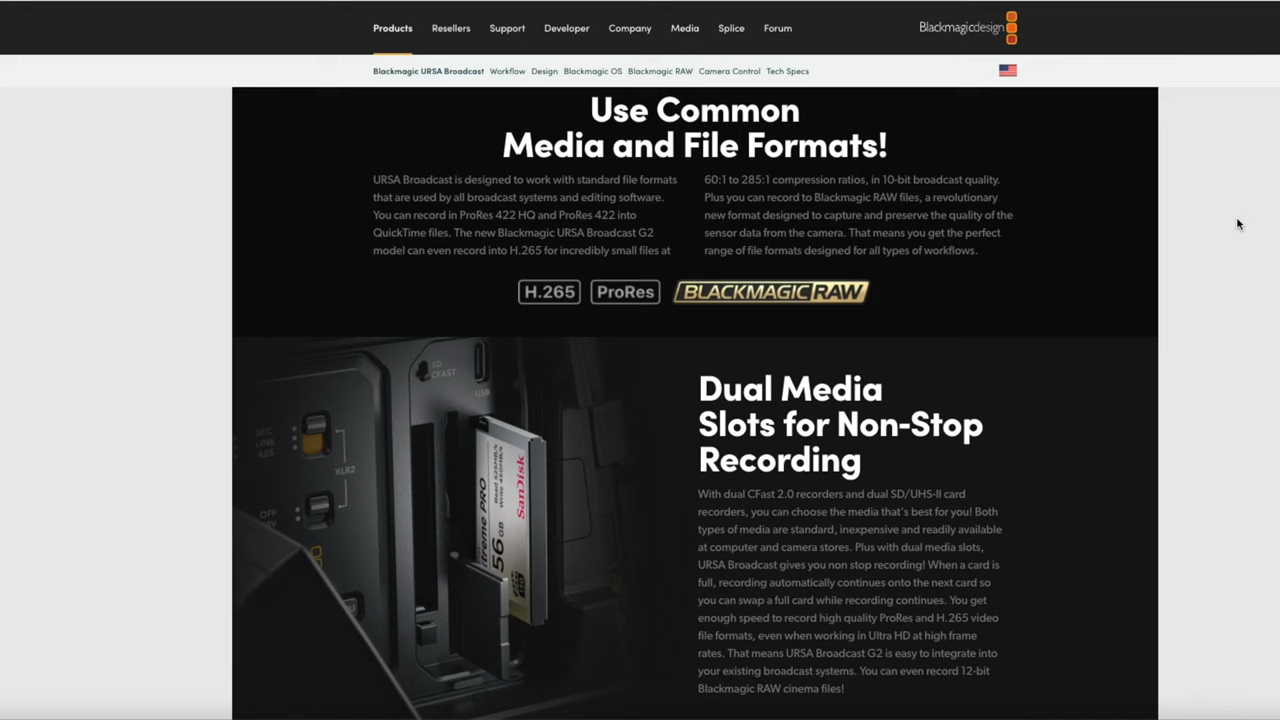 Products Resellers Support Developer Company Media Splice Forum
Blackmagicdesign
Blackmagic URSA Broadcast Workflow Design Blackmagic OS Blackmagic RAW Camera Control Tech Specs
Use Common
Media and File Formats!
URSA Broadcast is designed to work with standard file formats
that are used by all broadcast systems and editing software.
You can record in ProRes 422 HQ and ProRes 422 into
QuickTime files. The new Blackmagic URSA Broadcast G2
model can even record into H.265 for incredibly small files at
60:1 to 285:1 compression ratios, in 10-bit broadcast quality.
Plus you can record to Blackmagic RAW files, a revolutionary
new format designed to capture and preserve the quality of the
sensor data from the camera. That means you get the perfect
range of file formats designed for all types of workflows.
H.265
ProRes
BLACKMAGIC RAW
SD
CFAST
USB
MIC
LINE
AES
XLR2
OFF
SanDisk
Read 525MB/s
Write 450MB/s
treme PRO
56 GB
Dual Media
Slots for Non-Stop
Recording
With dual CFast 2.0 recorders and dual SD/UHS-II card
recorders, you can choose the media that's best for you! Both
types of media are standard, inexpensive and readily available
at computer and camera stores. Plus with dual media slots,
URSA Broadcast gives you non stop recording! When a card is
full, recording automatically continues onto the next card so
you can swap a full card while recording continues. You get
enough speed to record high quality ProRes and H.265 video
file formats, even when working in Ultra HD at high frame
rates. That means URSA Broadcast G2 is easy to integrate into
your existing broadcast systems. You can even record 12-bit
Blackmagic RAW cinema files!